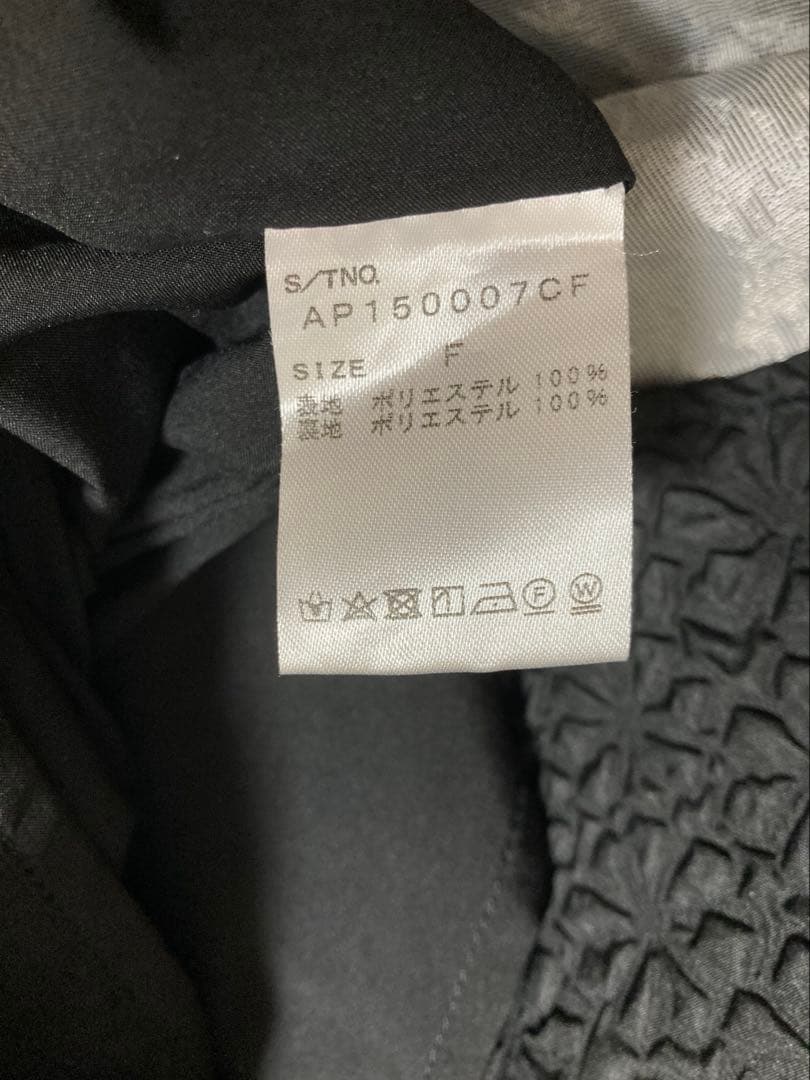 S/TNO.
AP150007CF
SIZE F
表地 ポリエステル 100%
裏地 ポリエステル 100%
F W